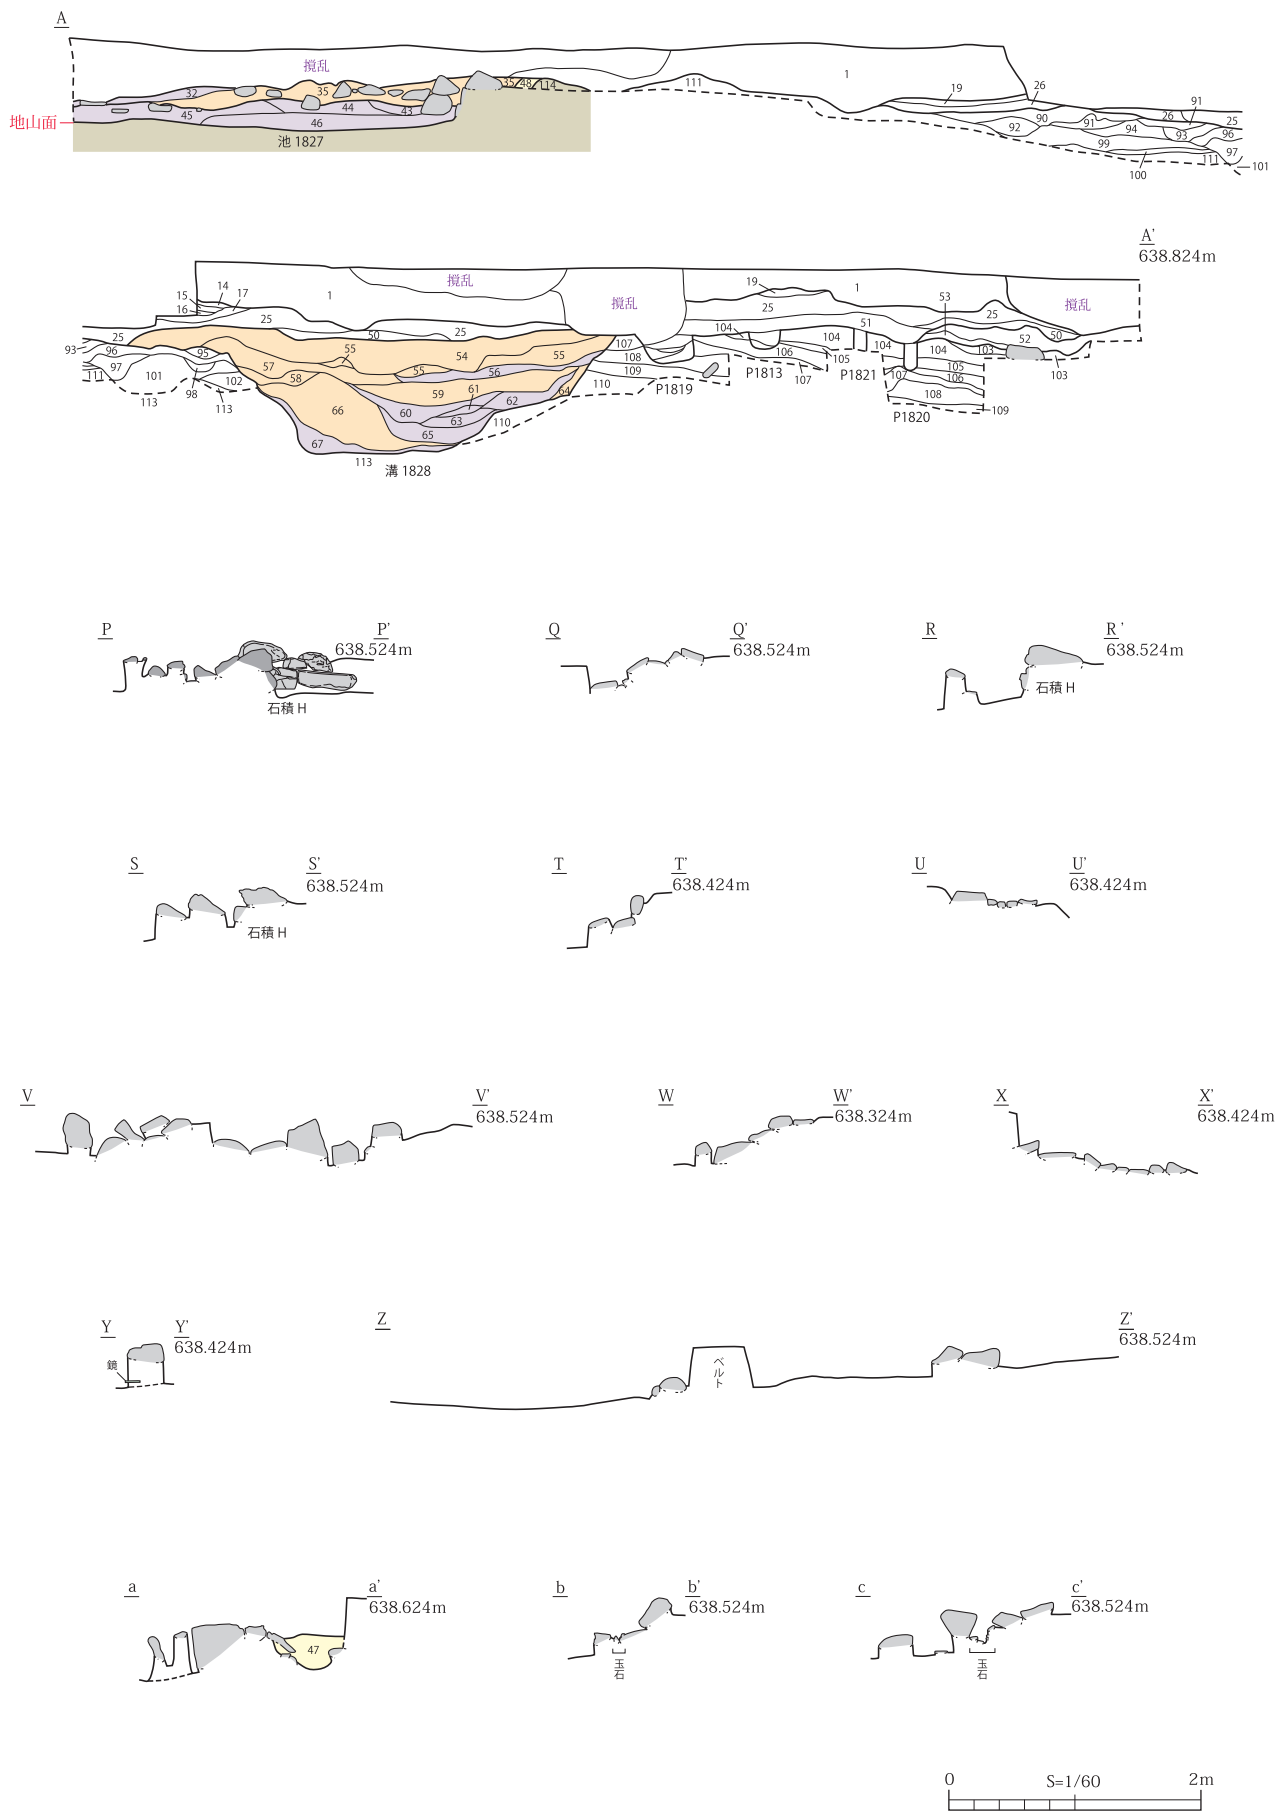 A
撹乱
1
32
35
35
48
114
111
19
26
91
45
44
43
46
90
92
91
94
26
93
25
96
99
97
111
100
101
地山面
池 1827
A'
638.824m
14
15
17
16
1
撹乱
撹乱
19
1
25
53
撹乱
25
25
50
25
25
51
52
50
93
96
95
97
111
101
98
102
113
113
55
54
55
57
58
55
56
59
61
60
62
64
66
63
65
110
67
113
溝 1828
107
108
109
110
P1819
104
104
106
105
P1813
107
P1821
104
104
103
103
107
105
106
108
109
P1820
P
P'
638.524m
石積 H
Q
Q'
638.524m
R
R'
638.524m
石積 H
S
S'
638.524m
石積 H
T
T'
638.424m
U
U'
638.424m
V
V'
638.524m
W
W'
638.324m
X
X'
638.424m
Y
Y'
638.424m
鏡
Z
Z'
638.524m
ベルト
a
a'
638.624m
47
b
b'
638.524m
玉石
c
c'
638.524m
玉石
0
S=1/60
2m